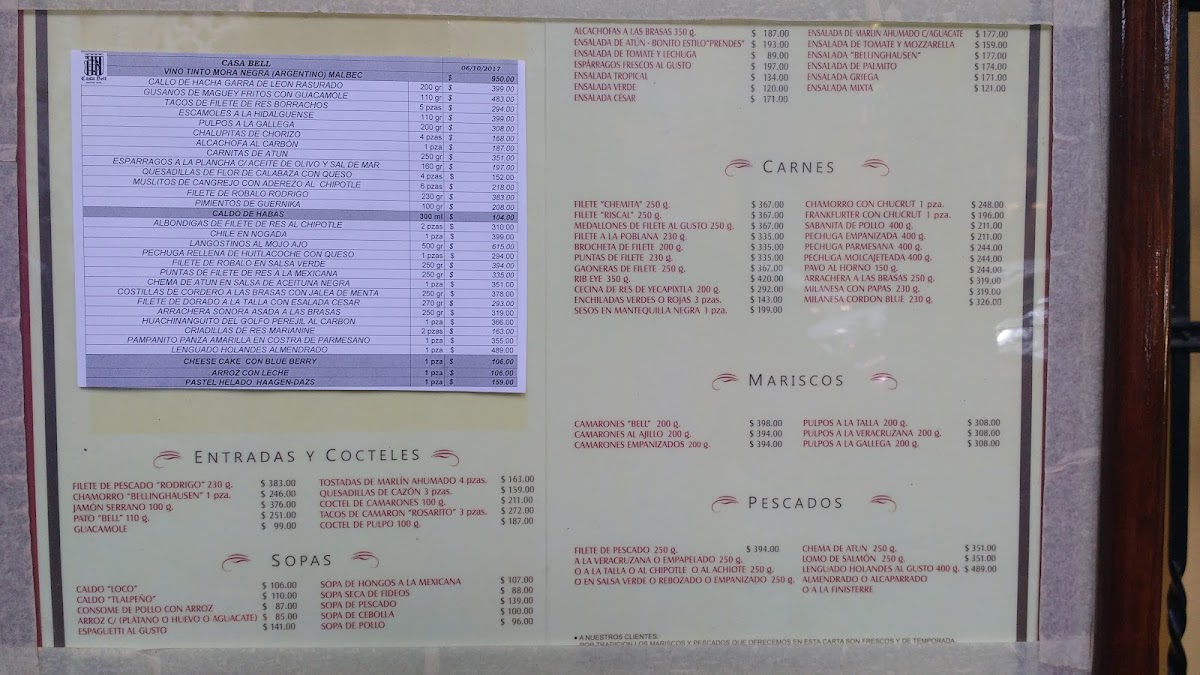 CASA BELL 06/10/2017
Casa Bell
VINO TINTO MORA NEGRA (ARGENTINO) MALBEC $ 950.00
CALLO DE HACHA GARRA DE LEON RASURADO 200 gr $ 399.00
GUSANOS DE MAGUEY FRITOS CON GUACAMOLE 110 gr $ 483.00
TACOS DE FILETE DE RES BORRACHOS 5 pzas $ 294.00
ESCAMOLES A LA HIDALGUENSE 110 gr $ 399.00
PULPOS A LA GALLEGA 200 gr $ 308.00
CHALUPITAS DE CHORIZO 4 pzas $ 168.00
ALCACHOFA AL CARBÓN 1 pza $ 187.00
CARNITAS DE ATUN 250 gr $ 351.00
ESPARRAGOS A LA PLANCHA C/ ACEITE DE OLIVO Y SAL DE MAR 160 gr $ 197.00
QUESADILLAS DE FLOR DE CALABAZA CON QUESO 4 pzas $ 152.00
MUSLITOS DE CANGREJO CON ADEREZO AL CHIPOTLE 6 pzas $ 218.00
FILETE DE ROBALO RODRIGO 230 gr $ 383.00
PIMIENTOS DE GUERNIKA 100 gr $ 208.00
CALDO DE HABAS 300 ml $ 104.00
ALBONDIGAS DE FILETE DE RES AL CHIPOTLE 2 pzas $ 310.00
CHILE EN NOGADA 1 pza $ 399.00
LANGOSTINOS AL MOJO AJO 500 gr $ 615.00
PECHUGA RELLENA DE HUITLACOCHE CON QUESO 1 pza $ 294.00
FILETE DE ROBALO EN SALSA VERDE 250 gr $ 394.00
PUNTAS DE FILETE DE RES A LA MEXICANA 250 gr $ 335.00
CHEMA DE ATUN EN SALSA DE ACEITUNA NEGRA 1 pza $ 351.00
COSTILLAS DE CORDERO A LAS BRASAS CON JALEA DE MENTA 250 gr $ 378.00
FILETE DE DORADO A LA TALLA CON ESALADA CESAR 270 gr $ 293.00
ARRACHERA SONORA ASADA A LAS BRASAS 250 gr $ 319.00
HUACHINANGUITO DEL GOLFO PEREJIL AL CARBON 1 pza $ 366.00
CRIADILLAS DE RES MARIANINE 2 pzas $ 163.00
PAMPANITO PANZA AMARILLA EN COSTRA DE PARMESANO 1 pza $ 355.00
LENGUADO HOLANDES ALMENDRADO 1 pza $ 489.00
CHEESE CAKE CON BLUE BERRY 1 pza $ 106.00
ARROZ CON LECHE 1 pza $ 106.00
PASTEL HELADO HAAGEN-DAZS 1 pza $ 159.00
ENTRADAS Y COCTELES
FILETE DE PESCADO "RODRIGO" 230 g. $ 383.00
CHAMORRO "BELLINGHAUSEN" 1 pza. $ 246.00
JAMÓN SERRANO 100 g. $ 376.00
PATO "BELL" 110 g. $ 251.00
GUACAMOLE $ 99.00
TOSTADAS DE MARLÍN AHUMADO 4 pzas. $ 163.00
QUESADILLAS DE CAZÓN 3 pzas. $ 159.00
COCTEL DE CAMARONES 100 g. $ 211.00
TACOS DE CAMARON "ROSARITO" 3 pzas. $ 272.00
COCTEL DE PULPO 100 g. $ 187.00
SOPAS
CALDO "LOCO" $ 106.00
CALDO "TLALPEÑO" $ 110.00
CONSOME DE POLLO CON ARROZ $ 87.00
ARROZ C/ (PLÁTANO O HUEVO O AGUACATE) $ 85.00
ESPAGUETTI AL GUSTO $ 141.00
SOPA DE HONGOS A LA MEXICANA $ 107.00
SOPA SECA DE FIDEOS $ 88.00
SOPA DE PESCADO $ 139.00
SOPA DE CEBOLLA $ 100.00
SOPA DE POLLO $ 96.00
ALCACHOFAS A LAS BRASAS 350 g. $ 187.00
ENSALADA DE ATÚN - BONITO ESTILO"PRENDES" $ 193.00
ENSALADA DE TOMATE Y LECHUGA $ 89.00
ESPÁRRAGOS FRESCOS AL GUSTO $ 197.00
ENSALADA TROPICAL $ 134.00
ENSALADA VERDE $ 120.00
ENSALADA CÉSAR $ 171.00
ENSALADA DE MARLIN AHUMADO C/AGUACATE $ 177.00
ENSALADA DE TOMATE Y MOZZARELLA $ 159.00
ENSALADA "BELLINGHUSEN" $ 177.00
ENSALADA DE PALMITO $ 174.00
ENSALADA GRIEGA $ 171.00
ENSALADA MIXTA $ 121.00
CARNES
FILETE "CHEMITA" 250 g. $ 367.00
FILETE "RISCAL" 250 g. $ 367.00
MEDALLONES DE FILETE AL GUSTO 250 g. $ 367.00
FILETE A LA POBLANA 230 g. $ 335.00
BROCHETA DE FILETE 200 g. $ 335.00
PUNTAS DE FILETE 230 g. $ 335.00
GAONERAS DE FILETE 250 g. $ 367.00
RIB EYE 350 g. $ 420.00
CECINA DE RES DE YECAPIXTLA 200 g. $ 292.00
ENCHILADAS VERDES O ROJAS 3 pzas. $ 143.00
SESOS EN MANTEQUILLA NEGRA 1 pza. $ 199.00
CHAMORRO CON CHUCRUT 1 pza. $ 248.00
FRANKFURTER CON CHUCRUT 1 pza. $ 196.00
SABANITA DE POLLO 400 g. $ 211.00
PECHUGA EMPANIZADA 400 g. $ 211.00
PECHUGA PARMESANA 400 g. $ 244.00
PECHUGA MOLCAJETEADA 400 g. $ 244.00
PAVO AL HORNO 150 g. $ 244.00
ARRACHERA A LAS BRASAS 250 g. $ 319.00
MILANESA CON PAPAS 230 g. $ 319.00
MILANESA CORDON BLUE 230 g. $ 326.00
MARISCOS
CAMARONES "BELL" 200 g. $ 398.00
CAMARONES AL AJILLO 200 g. $ 394.00
CAMARONES EMPANIZADOS 200 g. $ 394.00
PULPOS A LA TALLA 200 g. $ 308.00
PULPOS A LA VERACRUZANA 200 g. $ 308.00
PULPOS A LA GALLEGA 200 g. $ 308.00
PESCADOS
FILETE DE PESCADO 250 g. $ 394.00
A LA VERACRUZANA O EMPAPELADO 250 g.
O A LA TALLA O AL CHIPOTLE O AL ACHIOTE 250 g.
O EN SALSA VERDE O REBOZADO O EMPANIZADO 250 g.
CHEMA DE ATUN 250 g. $ 351.00
LOMO DE SALMÓN 250 g. $ 351.00
LENGUADO HOLANDES AL GUSTO 400 g. $ 489.00
ALMENDRADO O ALCAPARRADO
O A LA FINISTERRE
• A NUESTROS CLIENTES:
POR TRADICION LOS MARISCOS Y PESCADOS QUE OFRECEMOS EN ESTA CARTA SON FRESCOS Y DE TEMPORADA.